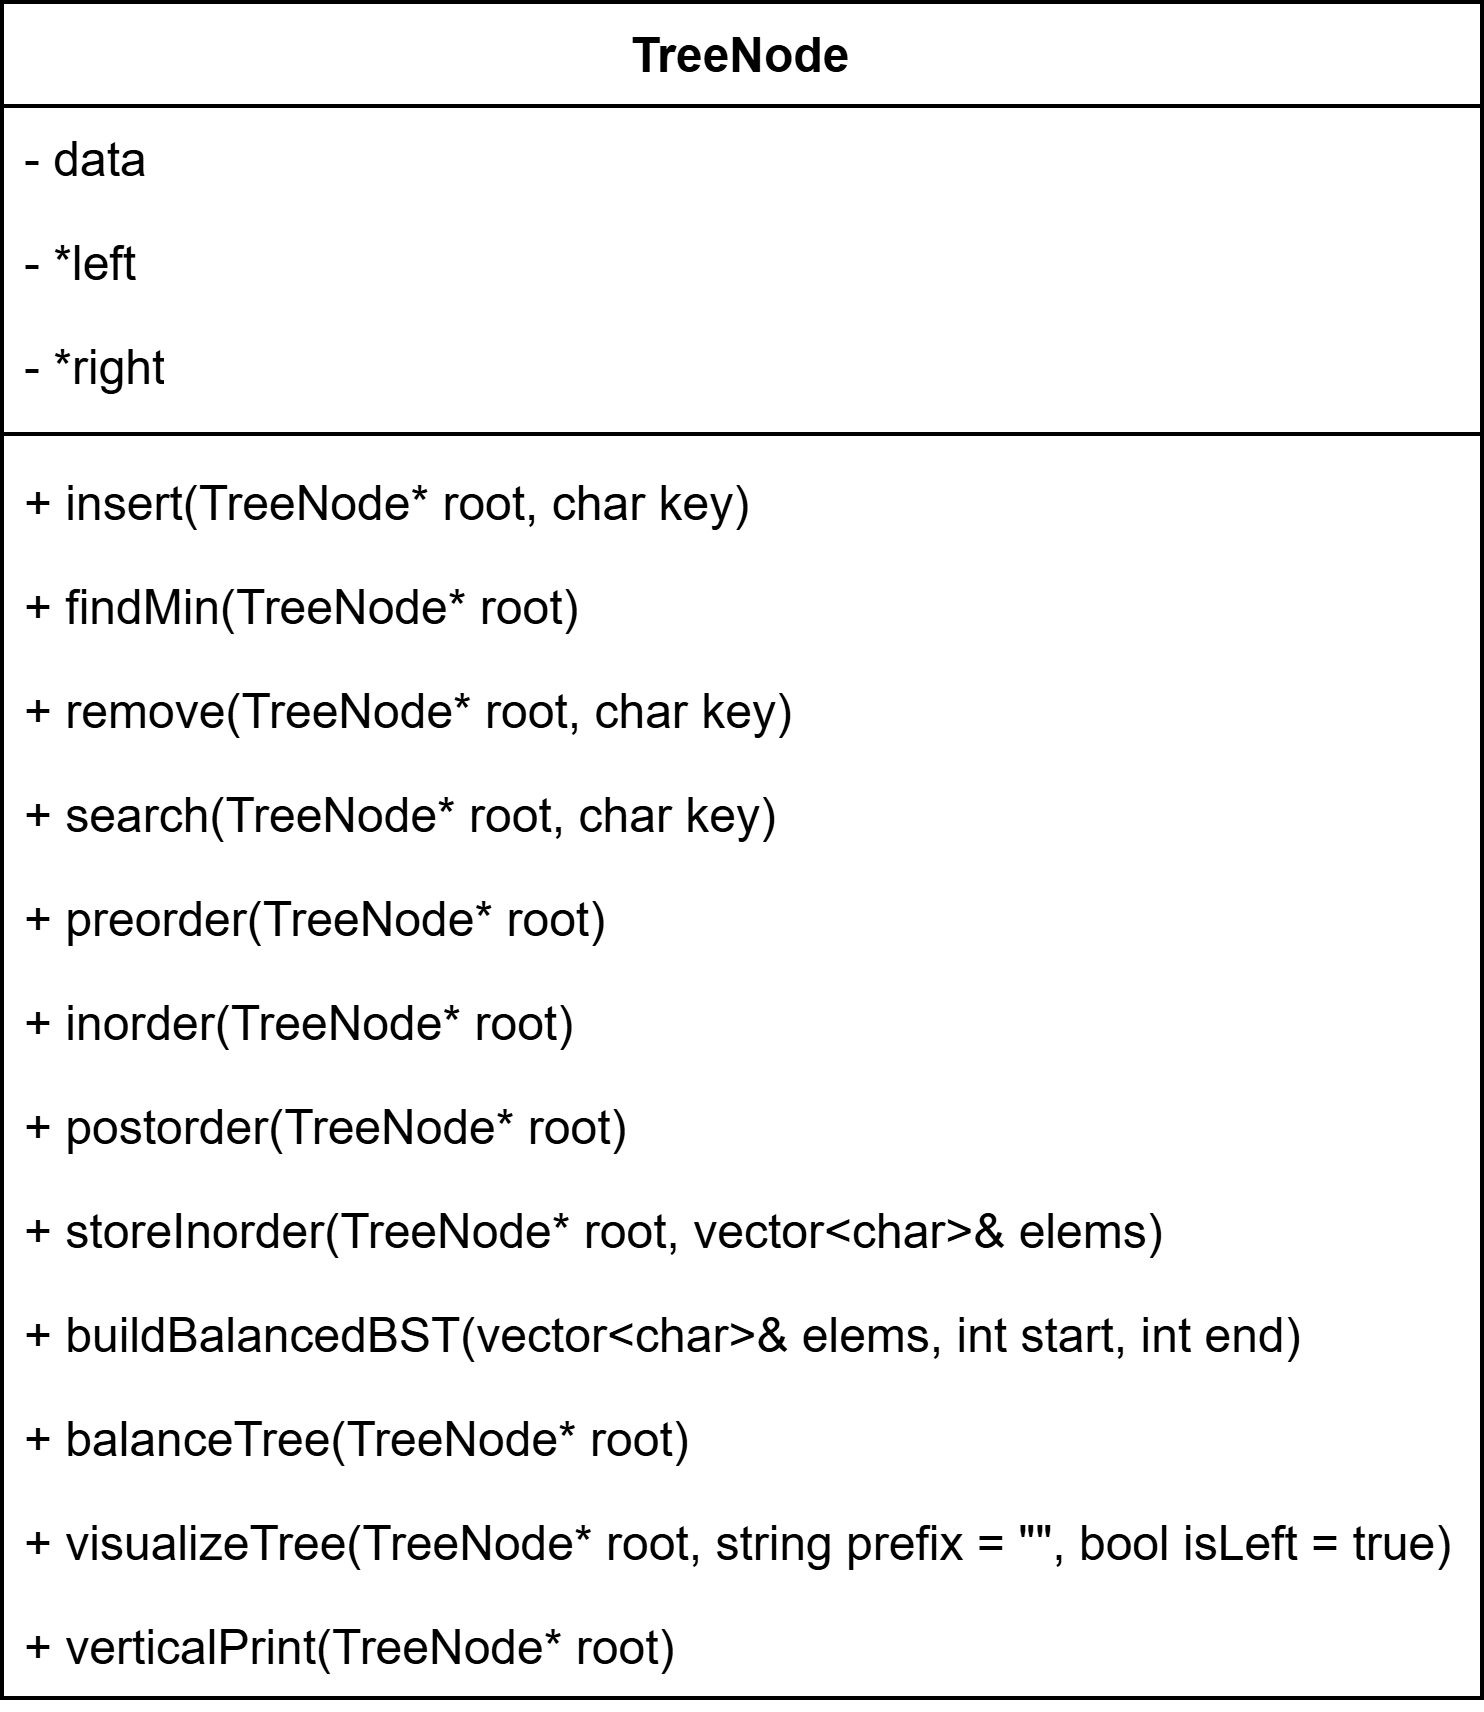 TreeNode
- data
- *left
- *right
+ insert(TreeNode* root, char key)
+ findMin(TreeNode* root)
+ remove(TreeNode* root, char key)
+ search(TreeNode* root, char key)
+ preorder(TreeNode* root)
+ inorder(TreeNode* root)
+ postorder(TreeNode* root)
+ storeInorder(TreeNode* root, vector<char>& elems)
+ buildBalancedBST(vector<char>& elems, int start, int end)
+ balanceTree(TreeNode* root)
+ visualizeTree(TreeNode* root, string prefix = "", bool isLeft = true)
+ verticalPrint(TreeNode* root)